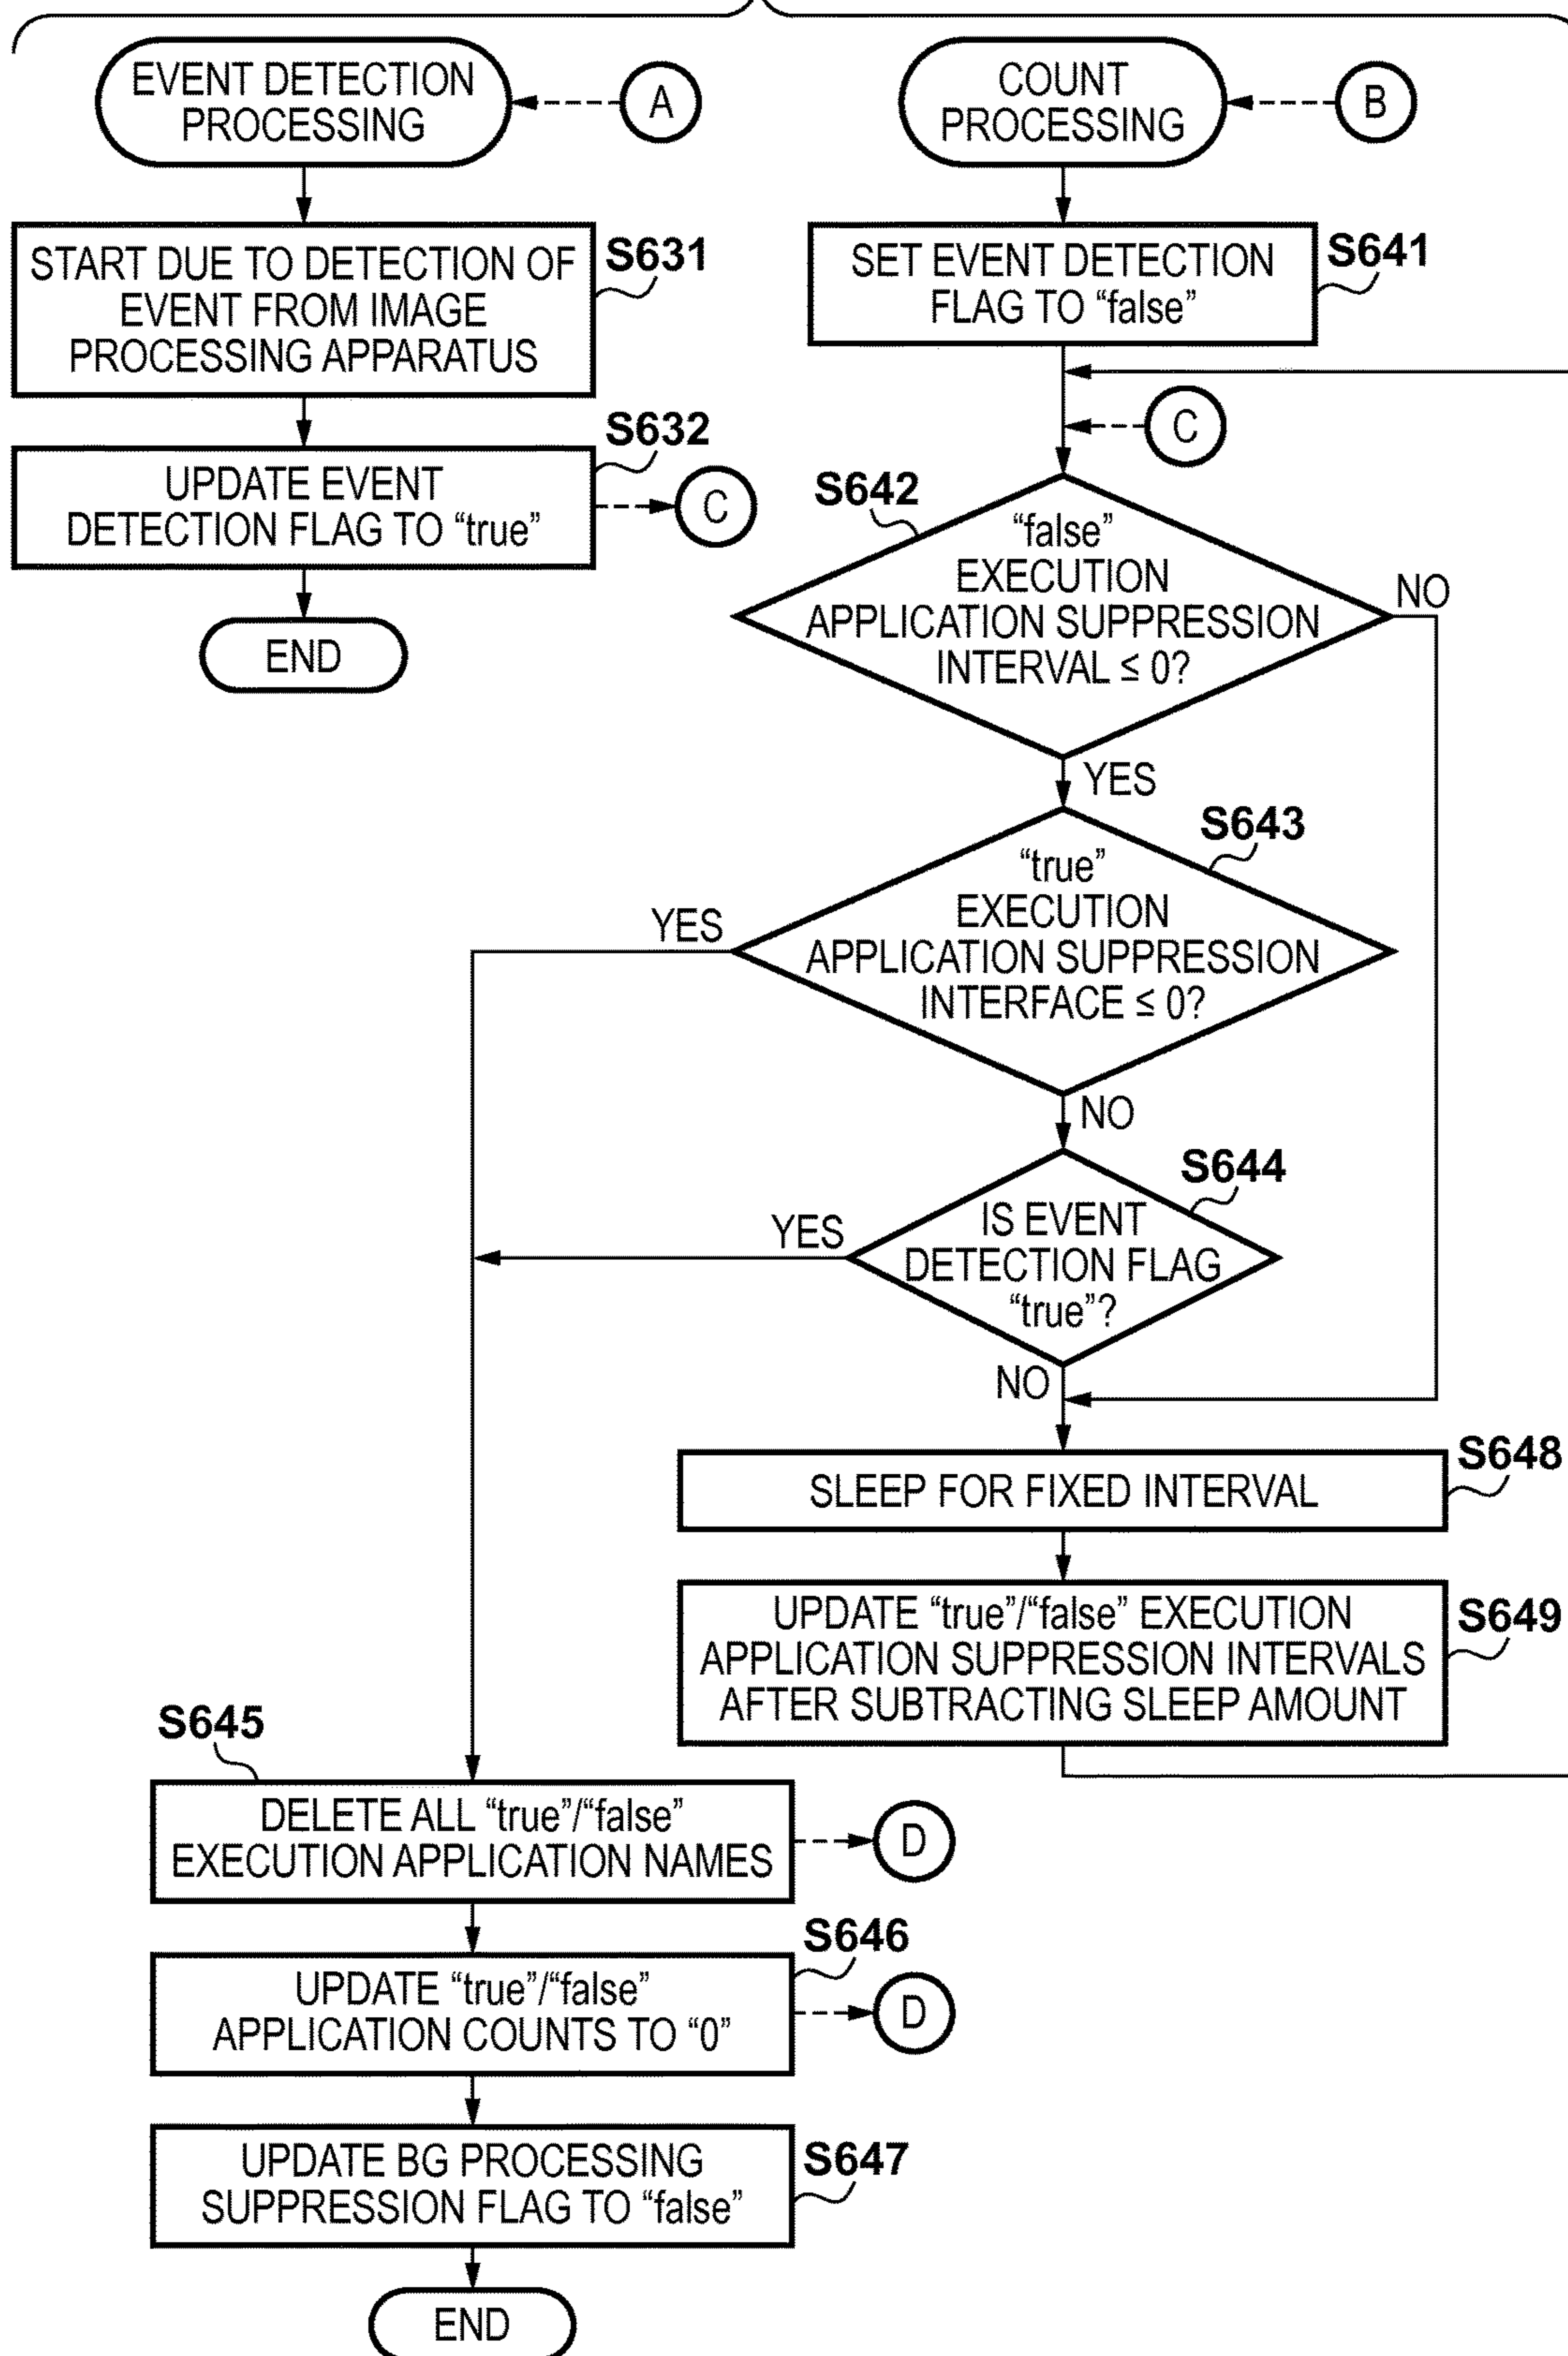 EVENT DETECTION
PROCESSING
A
START DUE TO DETECTION OF
EVENT FROM IMAGE
PROCESSING APPARATUS
S631
UPDATE EVENT
DETECTION FLAG TO “true”
S632
C
END
COUNT
PROCESSING
B
SET EVENT DETECTION
FLAG TO “false”
S641
C
S642
“false”
EXECUTION
APPLICATION SUPPRESSION
INTERVAL ≤ 0?
NO
YES
S643
“true”
EXECUTION
APPLICATION SUPPRESSION
INTERFACE ≤ 0?
YES
NO
S644
IS EVENT
DETECTION FLAG
“true”?
YES
NO
SLEEP FOR FIXED INTERVAL
S648
UPDATE “true”/“false” EXECUTION
APPLICATION SUPPRESSION INTERVALS
AFTER SUBTRACTING SLEEP AMOUNT
S649
S645
DELETE ALL “true”/“false”
EXECUTION APPLICATION NAMES
D
UPDATE “true”/“false”
APPLICATION COUNTS TO “0”
S646
D
UPDATE BG PROCESSING
SUPPRESSION FLAG TO “false”
S647
END